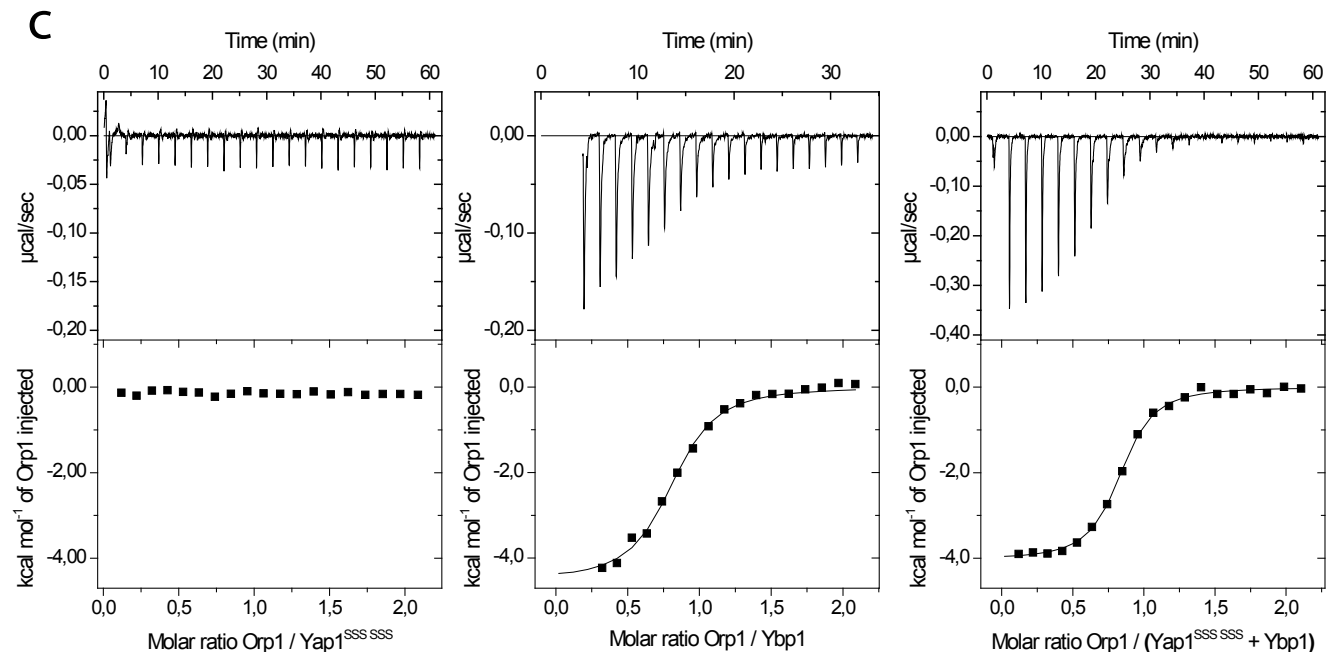 C
Time (min)
0 10 20 30 40 50 60
0,00
-0,05
-0,10
-0,15
-0,20
µcal/sec
0,00
-2,00
-4,00
kcal mol⁻¹ of Orp1 injected
0,0 0,5 1,0 1,5 2,0
Molar ratio Orp1 / Yap1^SSS SSS
Time (min)
0 10 20 30
0,00
-0,10
-0,20
µcal/sec
0,0
-2,0
-4,0
kcal mol⁻¹ of Orp1 injected
0,0 0,5 1,0 1,5 2,0
Molar ratio Orp1 / Ybp1
Time (min)
0 10 20 30 40 50 60
0,00
-0,10
-0,20
-0,30
-0,40
µcal/sec
0,0
-2,0
-4,0
kcal mol⁻¹ of Orp1 injected
0,0 0,5 1,0 1,5 2,0
Molar ratio Orp1 / (Yap1^SSS SSS + Ybp1)